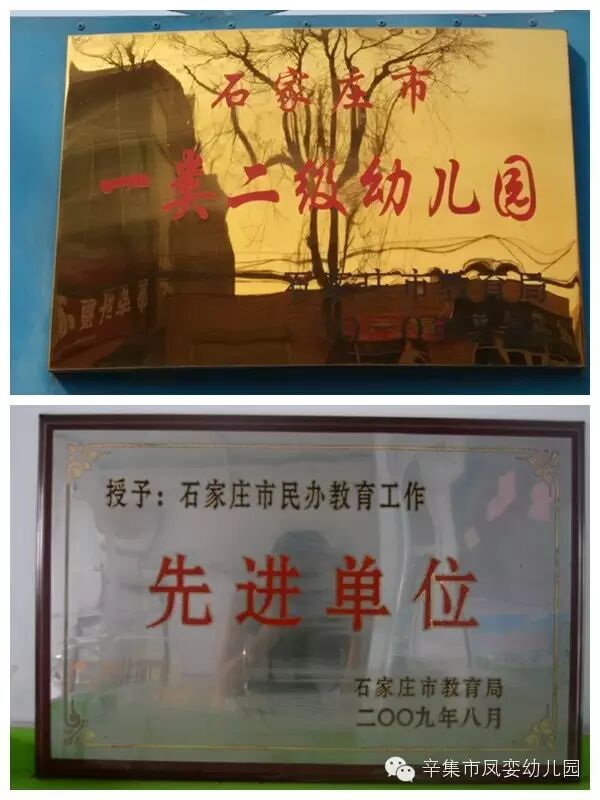 石家庄市
一类二级幼儿园
石家庄市教育局
授予：石家庄市民办教育工作
先进单位
石家庄市教育局
二〇〇九年八月
辛集市凤娈幼儿园